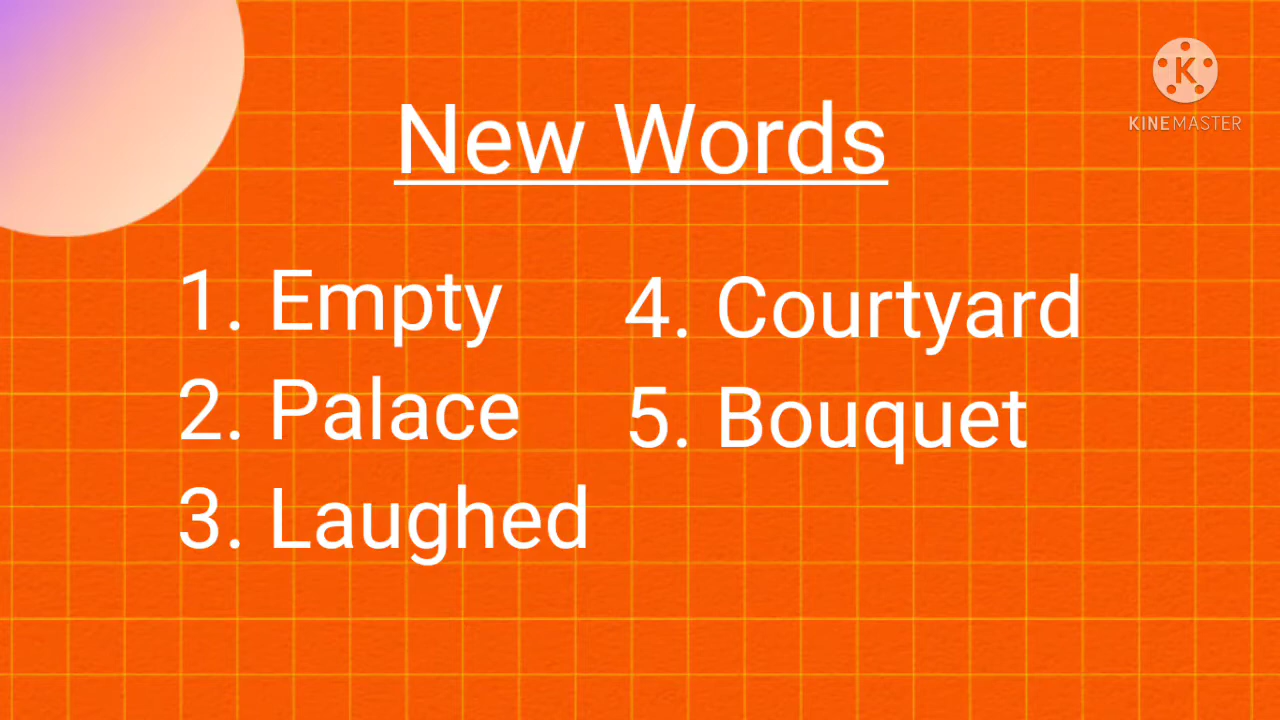 K
KINEMASTER
New Words
1. Empty
2. Palace
3. Laughed
4. Courtyard
5. Bouquet